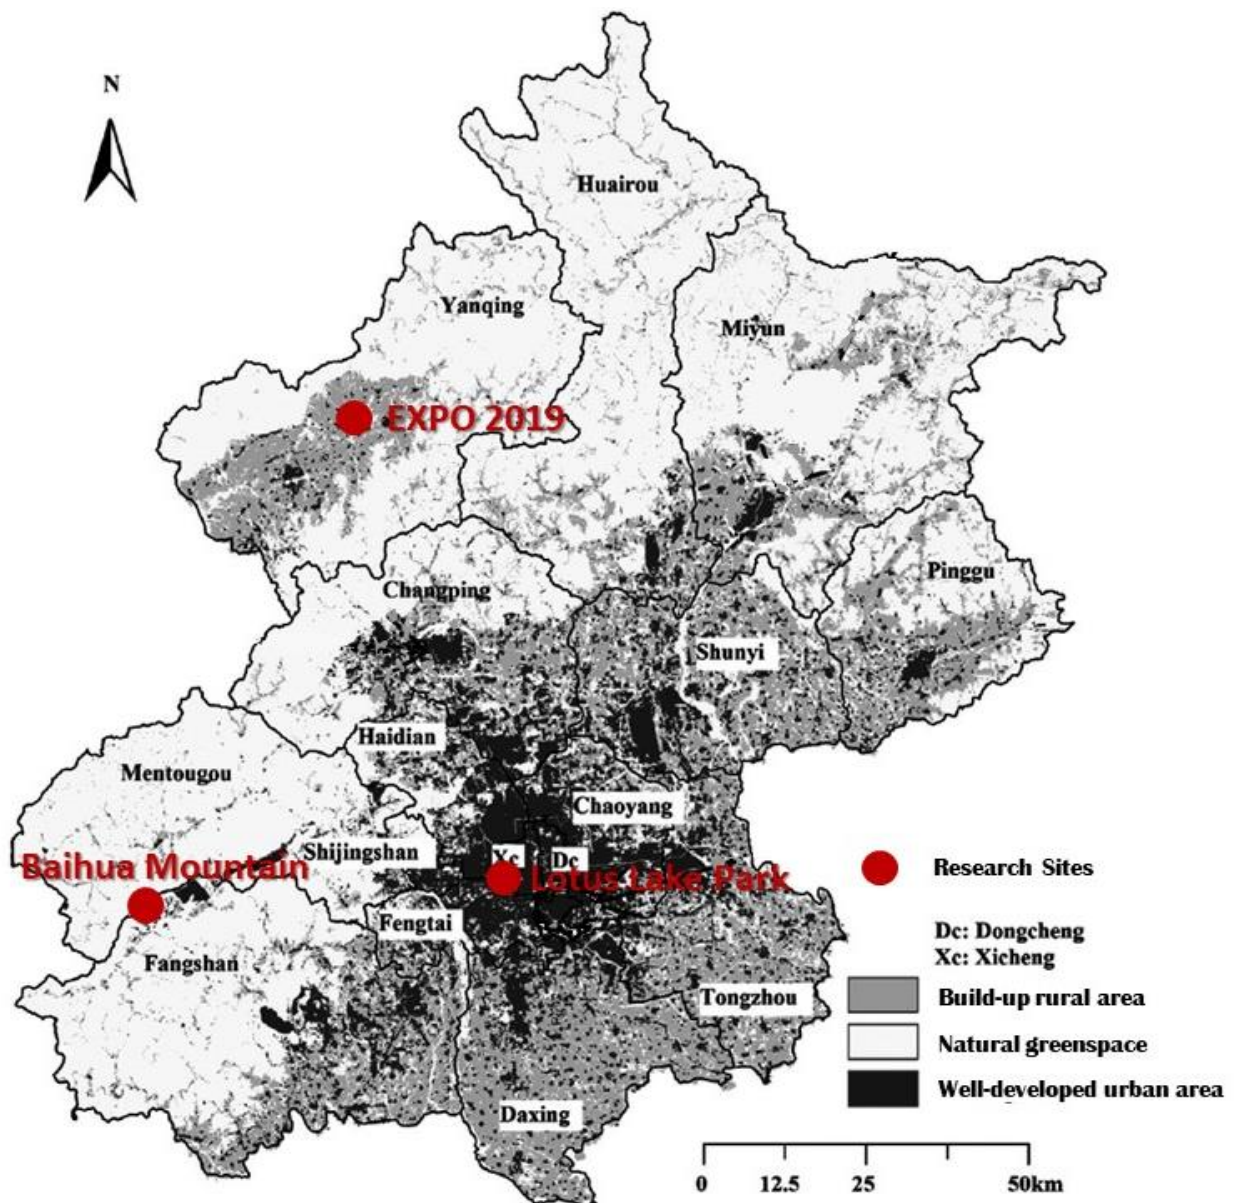 N
Huairou
Yanqing
Miyun
EXPO 2019
Pinggu
Changping
Shunyi
Haidian
Mentougou
Chaoyang
Shijingshan
Xc
Dc
Baihua Mountain
Lotus Lake Park
Research Sites
Fengtai
Dc: Dongcheng
Xc: Xicheng
Fangshan
Tongzhou
Build-up rural area
Natural greenspace
Well-developed urban area
Daxing
0 12.5 25 50km